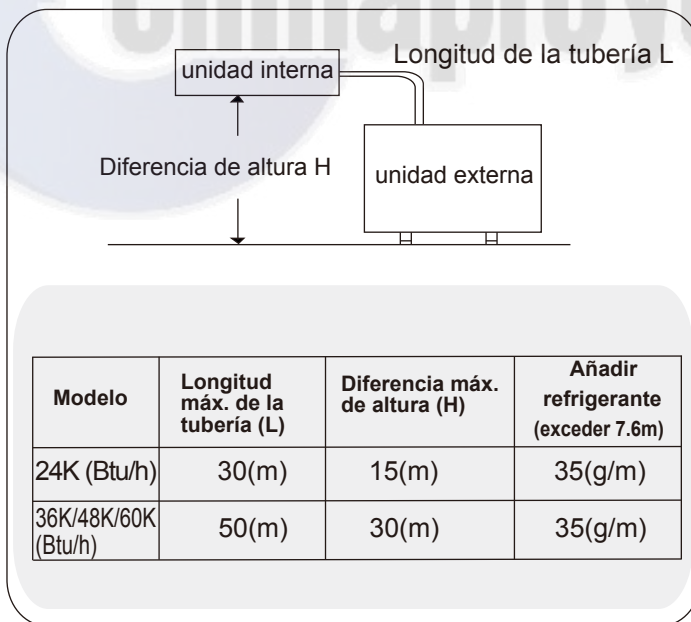 Chinaproye
Longitud de la tubería L
unidad interna
Diferencia de altura H
unidad externa
Modelo
Longitud
máx. de la
tubería (L)
Diferencia máx.
de altura (H)
Añadir
refrigerante
(exceder 7.6m)
24K (Btu/h)
30(m)
15(m)
35(g/m)
36K/48K/60K
(Btu/h)
50(m)
30(m)
35(g/m)